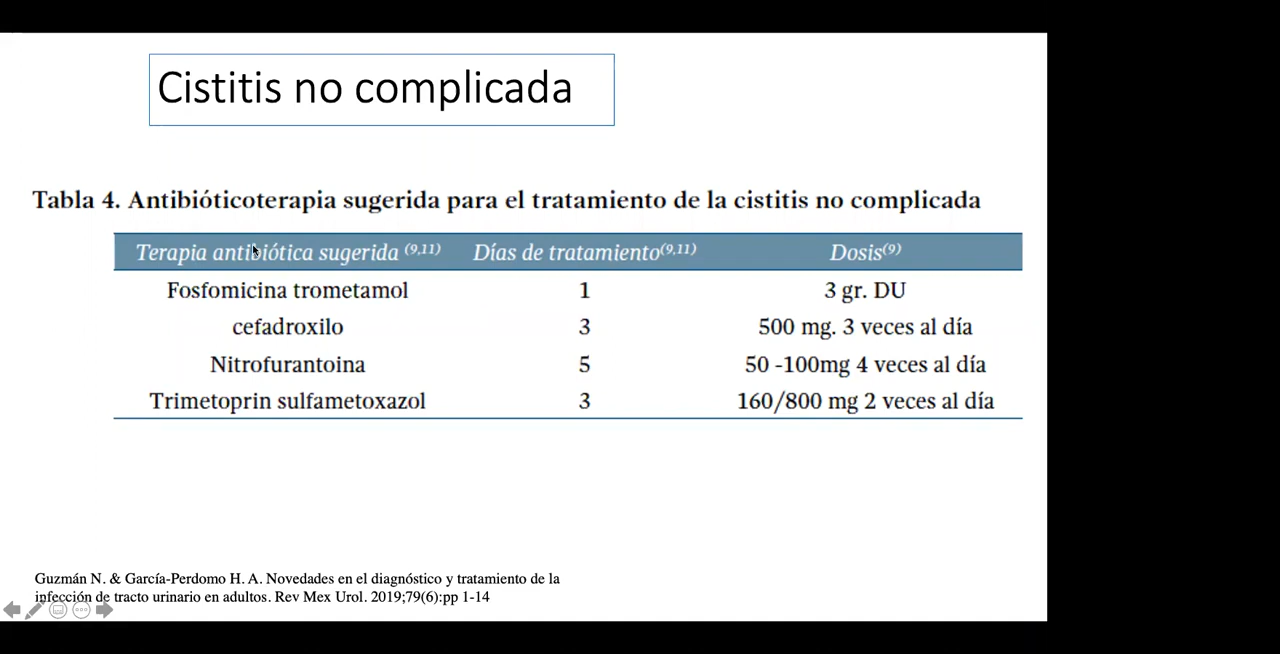 Cistitis no complicada
Tabla 4. Antibióticoterapia sugerida para el tratamiento de la cistitis no complicada
Terapia antibiótica sugerida (9,11) Días de tratamiento(9,11) Dosis(9)
Fosfomicina trometamol 1 3 gr. DU
cefadroxilo 3 500 mg. 3 veces al día
Nitrofurantoina 5 50 -100mg 4 veces al día
Trimetoprin sulfametoxazol 3 160/800 mg 2 veces al día
Guzmán N. & García-Perdomo H. A. Novedades en el diagnóstico y tratamiento de la
infección de tracto urinario en adultos. Rev Mex Urol. 2019;79(6):pp 1-14